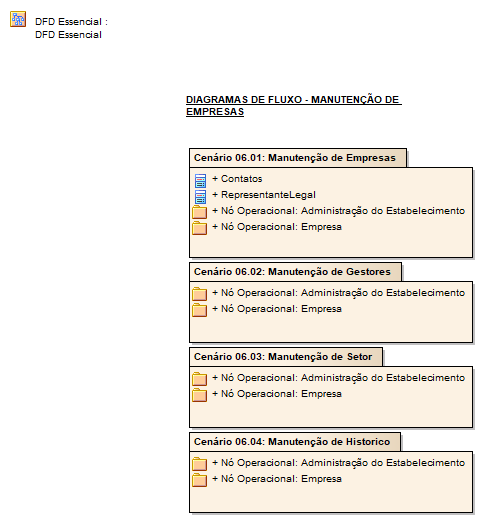 DFD Essencial :
DFD Essencial
DIAGRAMAS DE FLUXO - MANUTENÇÃO DE
EMPRESAS
Cenário 06.01: Manutenção de Empresas
+ Contatos
+ RepresentanteLegal
+ Nó Operacional: Administração do Estabelecimento
+ Nó Operacional: Empresa
Cenário 06.02: Manutenção de Gestores
+ Nó Operacional: Administração do Estabelecimento
+ Nó Operacional: Empresa
Cenário 06.03: Manutenção de Setor
+ Nó Operacional: Administração do Estabelecimento
+ Nó Operacional: Empresa
Cenário 06.04: Manutenção de Historico
+ Nó Operacional: Administração do Estabelecimento
+ Nó Operacional: Empresa